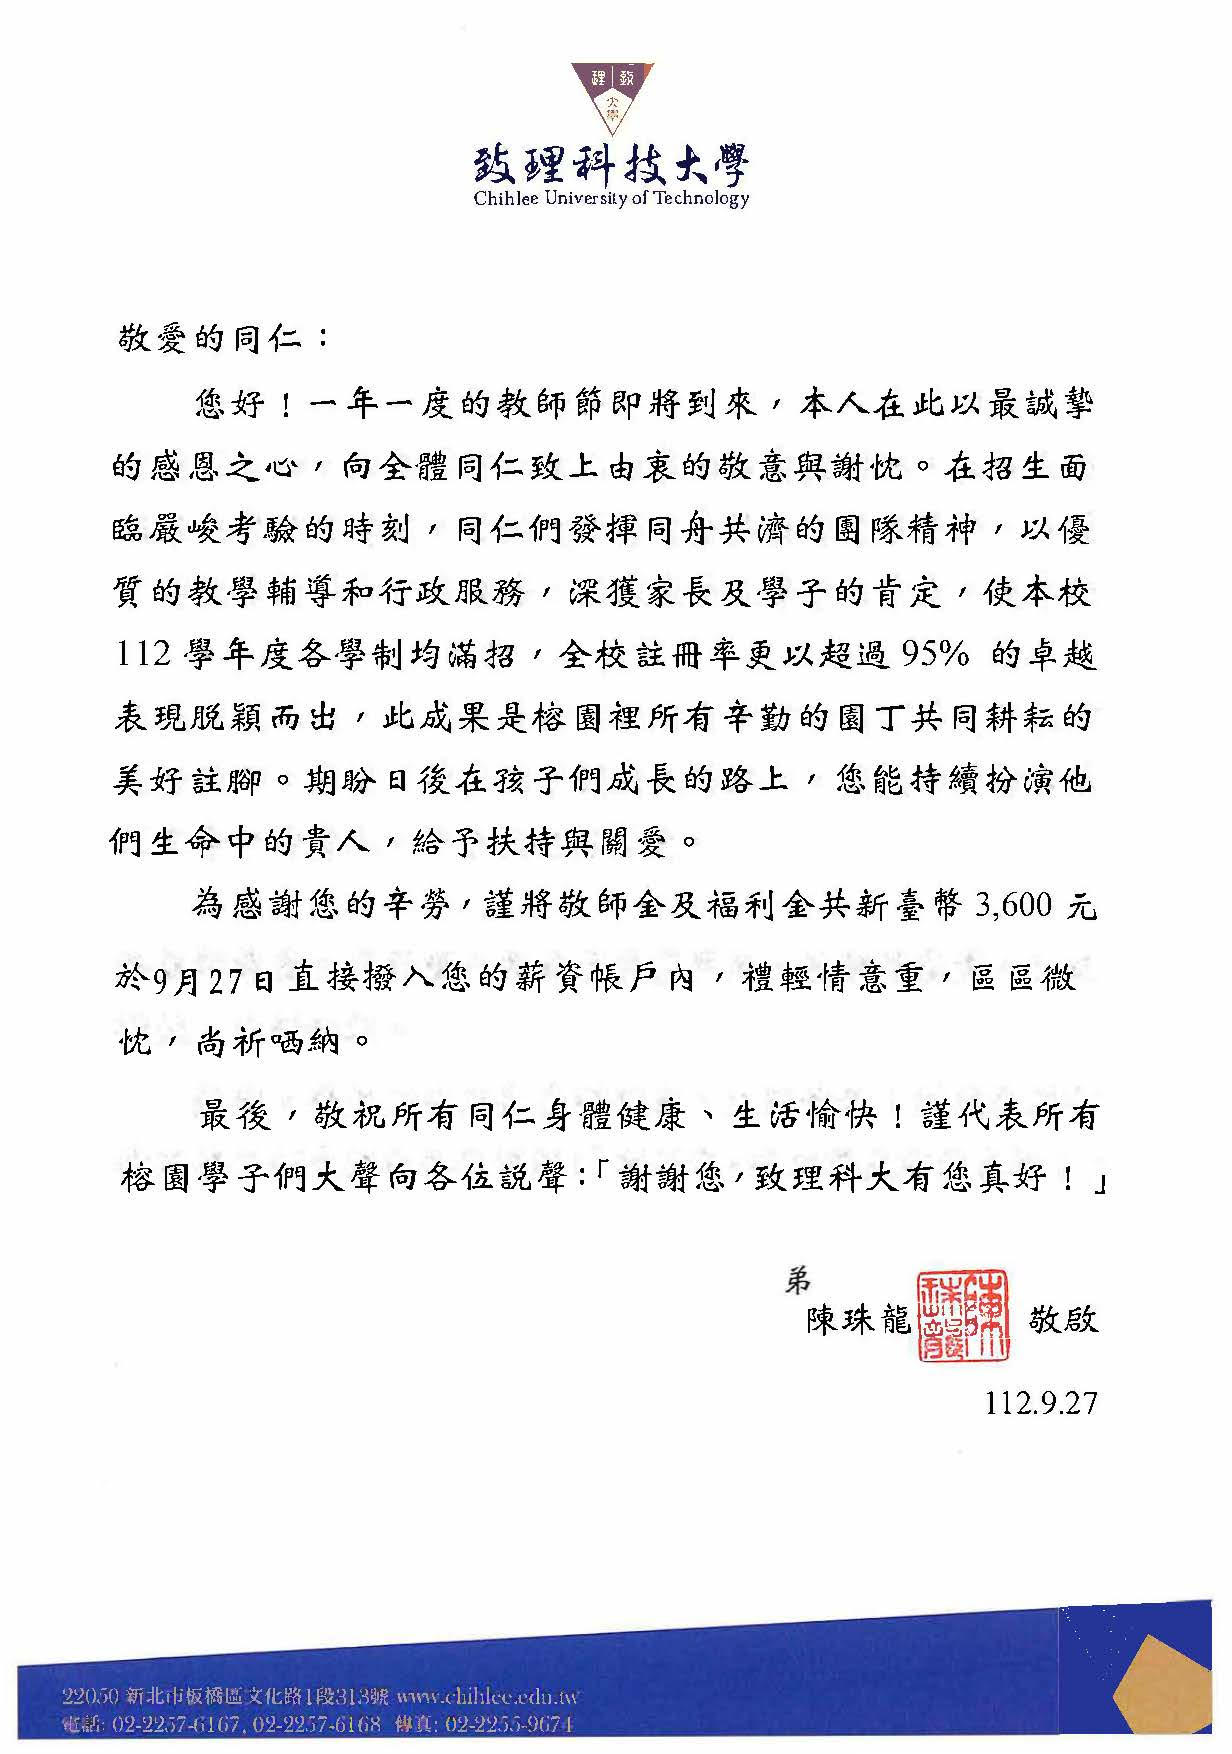 理致
大學
致理科技大學
Chihlee University of Technology
敬愛的同仁：
您好！一年一度的教師節即將到來，本人在此以最誠摯
的感恩之心，向全體同仁致上由衷的敬意與謝忱。在招生面
臨嚴峻考驗的時刻，同仁們發揮同舟共濟的團隊精神，以優
質的教學輔導和行政服務，深獲家長及學子的肯定，使本校
112 學年度各學制均滿招，全校註冊率更以超過 95% 的卓越
表現脫穎而出，此成果是榕園裡所有辛勤的園丁共同耕耘的
美好註腳。期盼日後在孩子們成長的路上，您能持續扮演他
們生命中的貴人，給予扶持與關愛。
為感謝您的辛勞，謹將敬師金及福利金共新臺幣 3,600 元
於9月27日直接撥入您的薪資帳戶內，禮輕情意重，區區微
忱，尚祈哂納。
最後，敬祝所有同仁身體健康、生活愉快！謹代表所有
榕園學子們大聲向各位説聲：「謝謝您，致理科大有您真好！」
弟
陳珠龍 敬啟
陳珠龍
112.9.27
22050 新北市板橋區文化路1段313號 www.chihlee.edu.tw
電話: 02-2257-6167, 02-2257-6168 傳真: 02-2255-9674